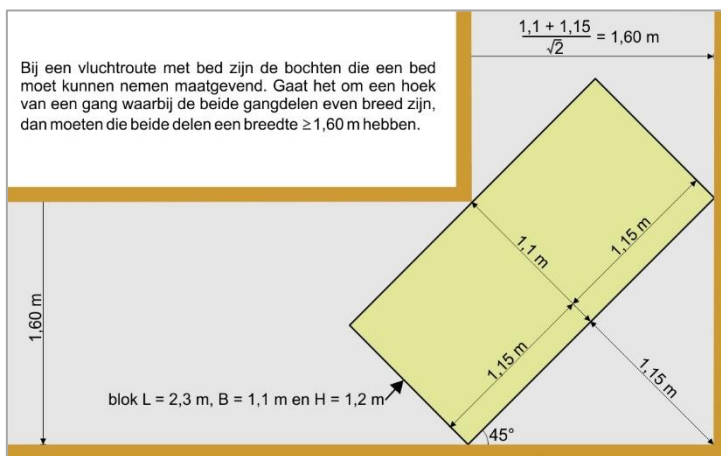 Bij een vluchtroute met bed zijn de bochten die een bed
moet kunnen nemen maatgevend. Gaat het om een hoek
van een gang waarbij de beide gangdelen even breed zijn,
dan moeten die beide delen een breedte ≥ 1,60 m hebben.
1,1 + 1,15
√2
= 1,60 m
1,1 m
1,15 m
1,60 m
1,15 m
1,15 m
blok L = 2,3 m, B = 1,1 m en H = 1,2 m
45°